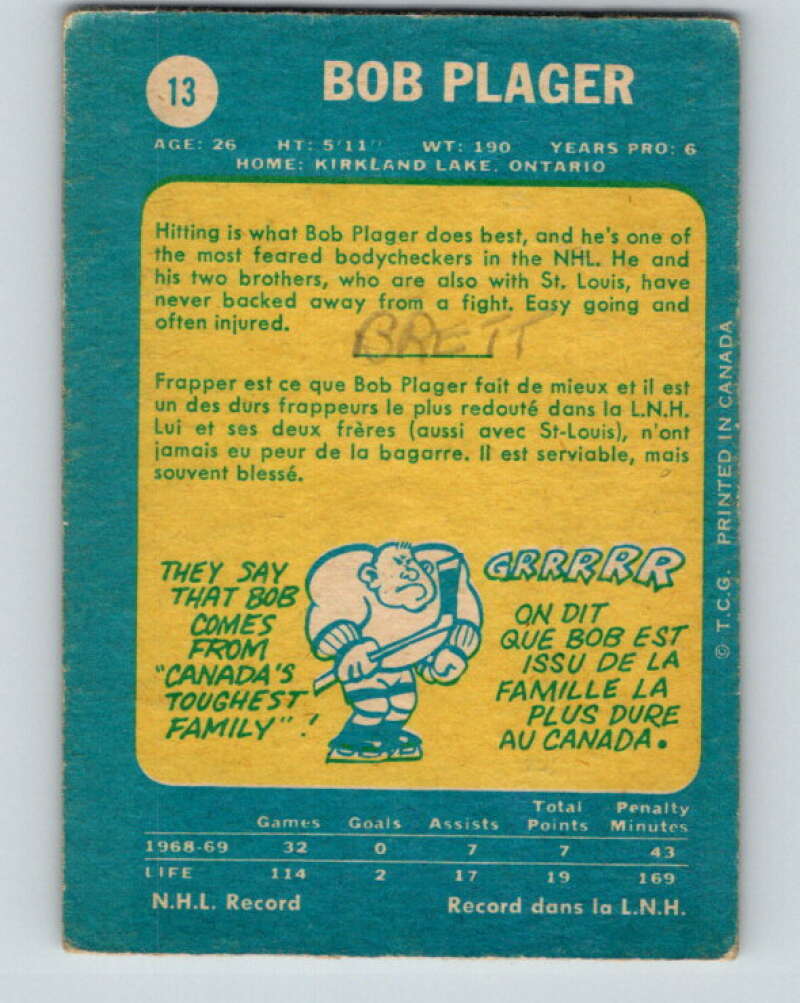 13
BOB PLAGER
AGE: 26 HT: 5'11" WT: 190 YEARS PRO: 6
HOME: KIRKLAND LAKE, ONTARIO
Hitting is what Bob Plager does best, and he's one of
the most feared bodycheckers in the NHL. He and
his two brothers, who are also with St. Louis, have
never backed away from a fight. Easy going and
often injured.
BRETT
Frapper est ce que Bob Plager fait de mieux et il est
un des durs frappeurs le plus redouté dans la L.N.H.
Lui et ses deux frères (aussi avec St-Louis), n'ont
jamais eu peur de la bagarre. Il est serviable, mais
souvent blessé.
THEY SAY
THAT BOB
COMES
FROM
"CANADA'S
TOUGHEST
FAMILY"!
GRRRRR
ON DIT
QUE BOB EST
ISSU DE LA
FAMILLE LA
PLUS DURE
AU CANADA.
© T.C.G. PRINTED IN CANADA
Games Goals Assists Total Points Penalty Minutes
1968-69 32 0 7 7 43
LIFE 114 2 17 19 169
N.H.L. Record Record dans la L.N.H.